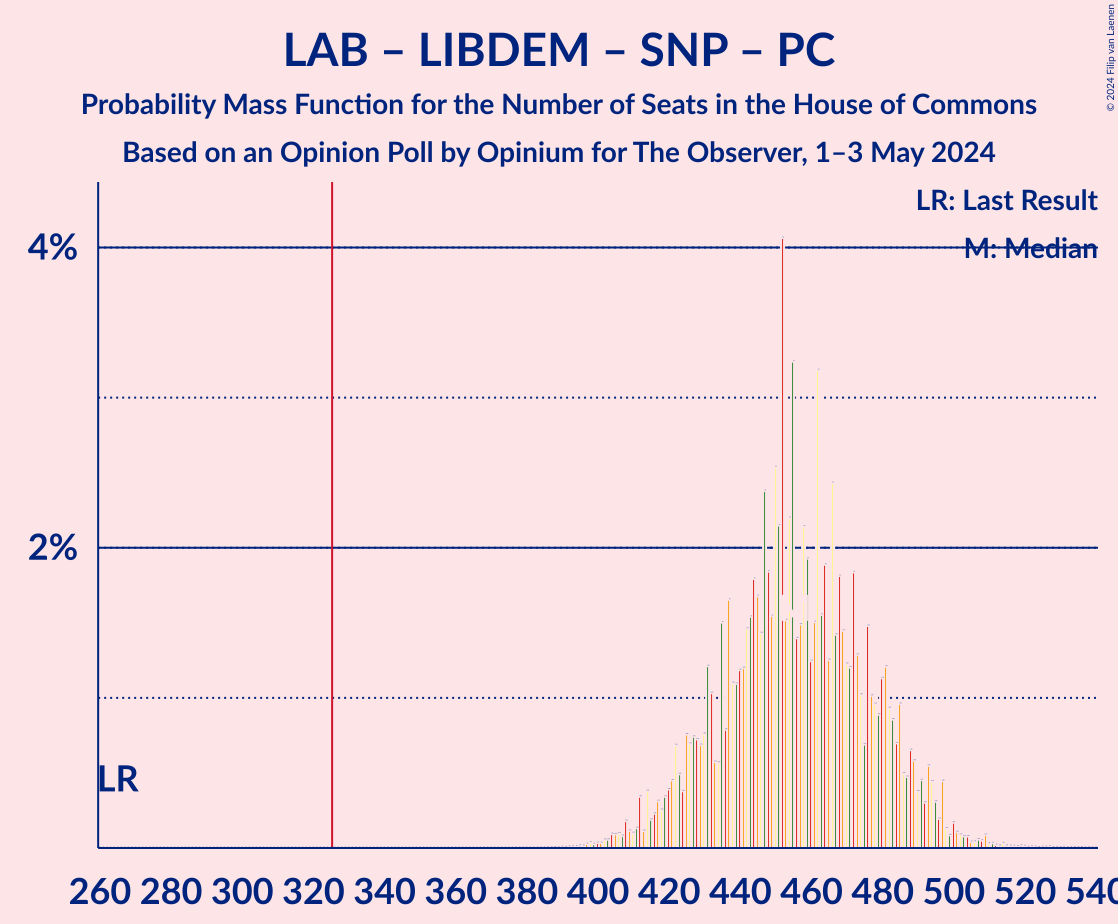 LAB – LIBDEM – SNP – PC
Probability Mass Function for the Number of Seats in the House of Commons
Based on an Opinion Poll by Opinium for The Observer, 1–3 May 2024
© 2024 Filip van Laenen
LR: Last Result
M: Median
4%
2%
LR
260 280 300 320 340 360 380 400 420 440 460 480 500 520 540